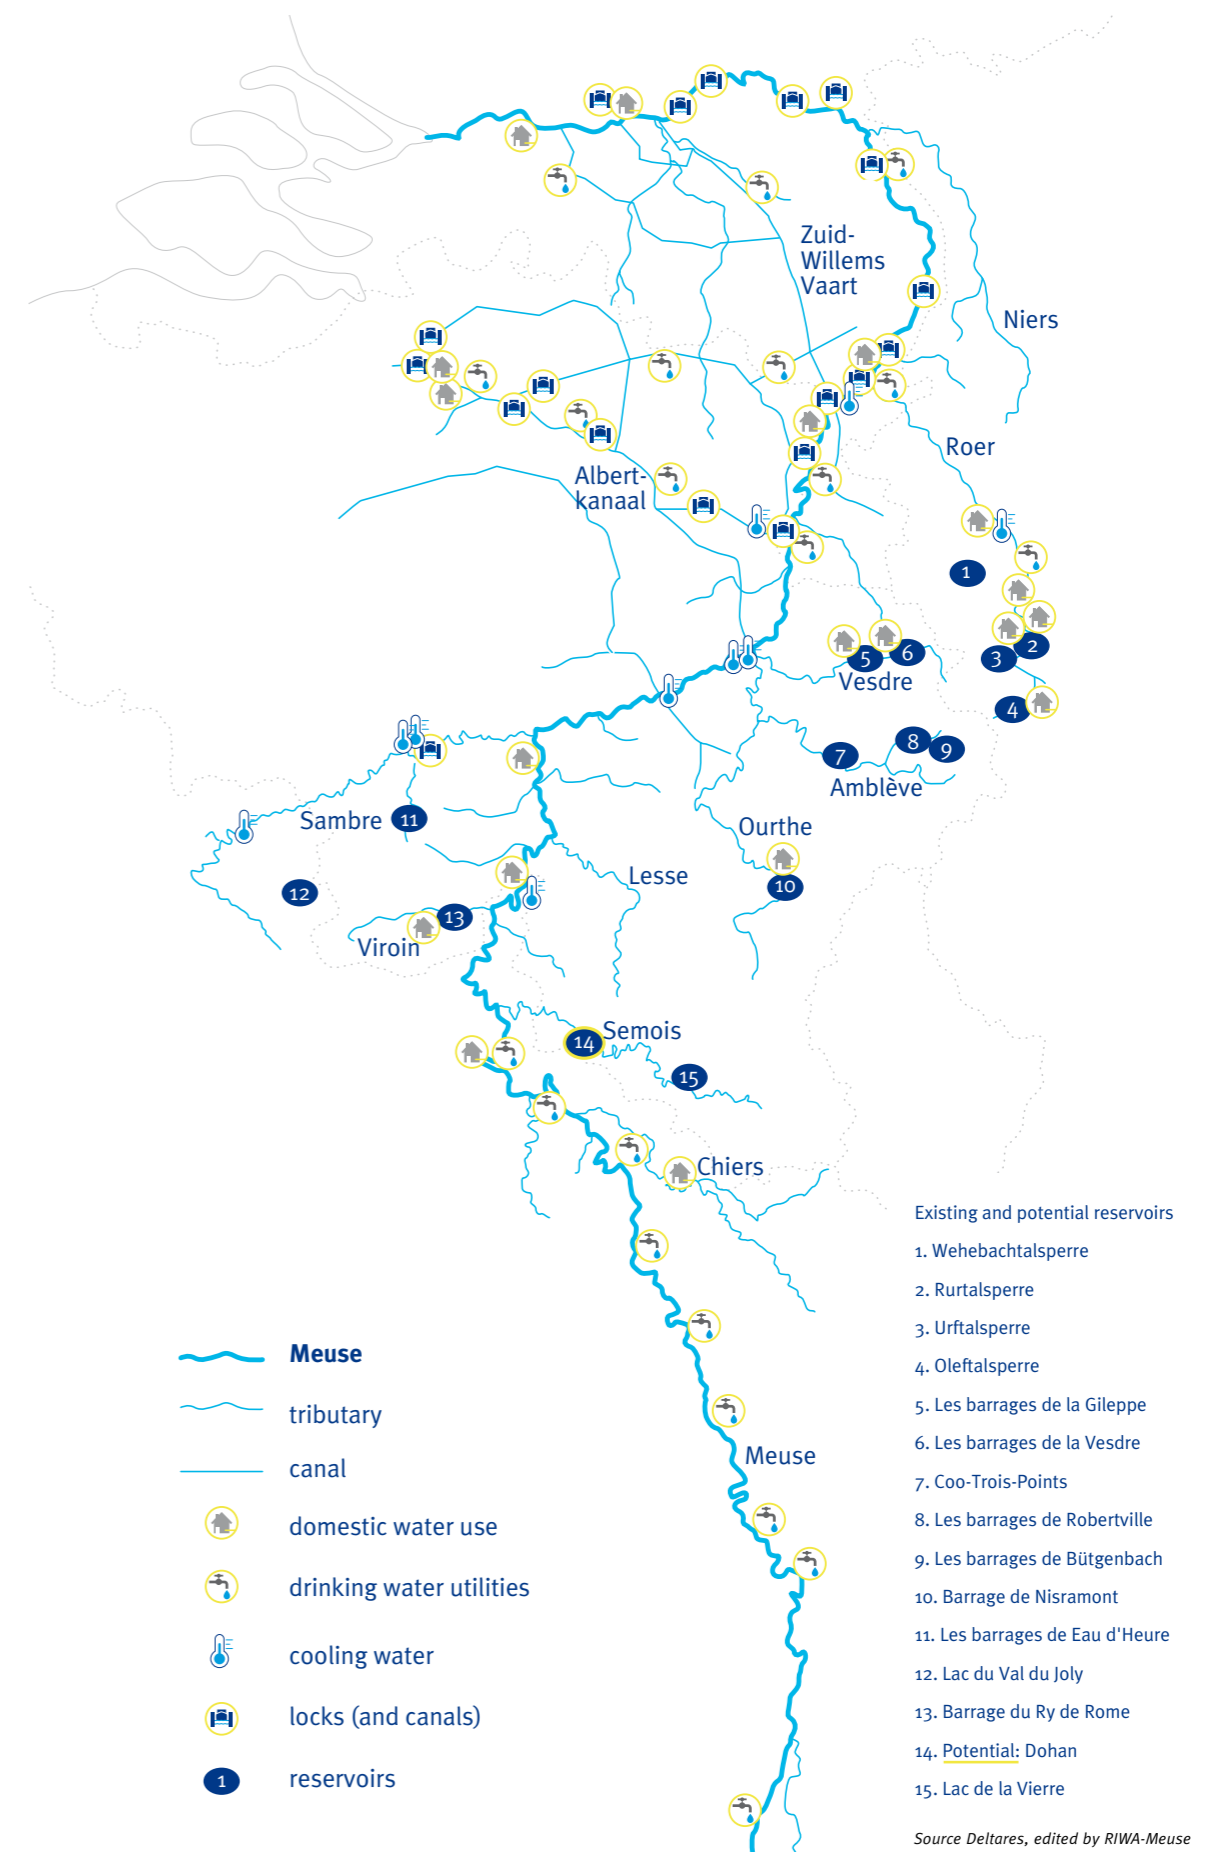 Zuid-
Willems
Vaart
Niers
Roer
Albert-
kanaal
1
2
3
4
5
6
Vesdre
7
8
9
Amblève
Sambre
11
Ourthe
10
Lesse
12
13
Viroin
14
Semois
15
Chiers
Meuse
Meuse
tributary
canal
domestic water use
drinking water utilities
cooling water
locks (and canals)
1
reservoirs
Existing and potential reservoirs
1. Wehebachtalsperre
2. Rurtalsperre
3. Urftalsperre
4. Oleftalsperre
5. Les barrages de la Gileppe
6. Les barrages de la Vesdre
7. Coo-Trois-Points
8. Les barrages de Robertville
9. Les barrages de Bütgenbach
10. Barrage de Nisramont
11. Les barrages de Eau d'Heure
12. Lac du Val du Joly
13. Barrage du Ry de Rome
14. Potential: Dohan
15. Lac de la Vierre
Source Deltares, edited by RIWA-Meuse